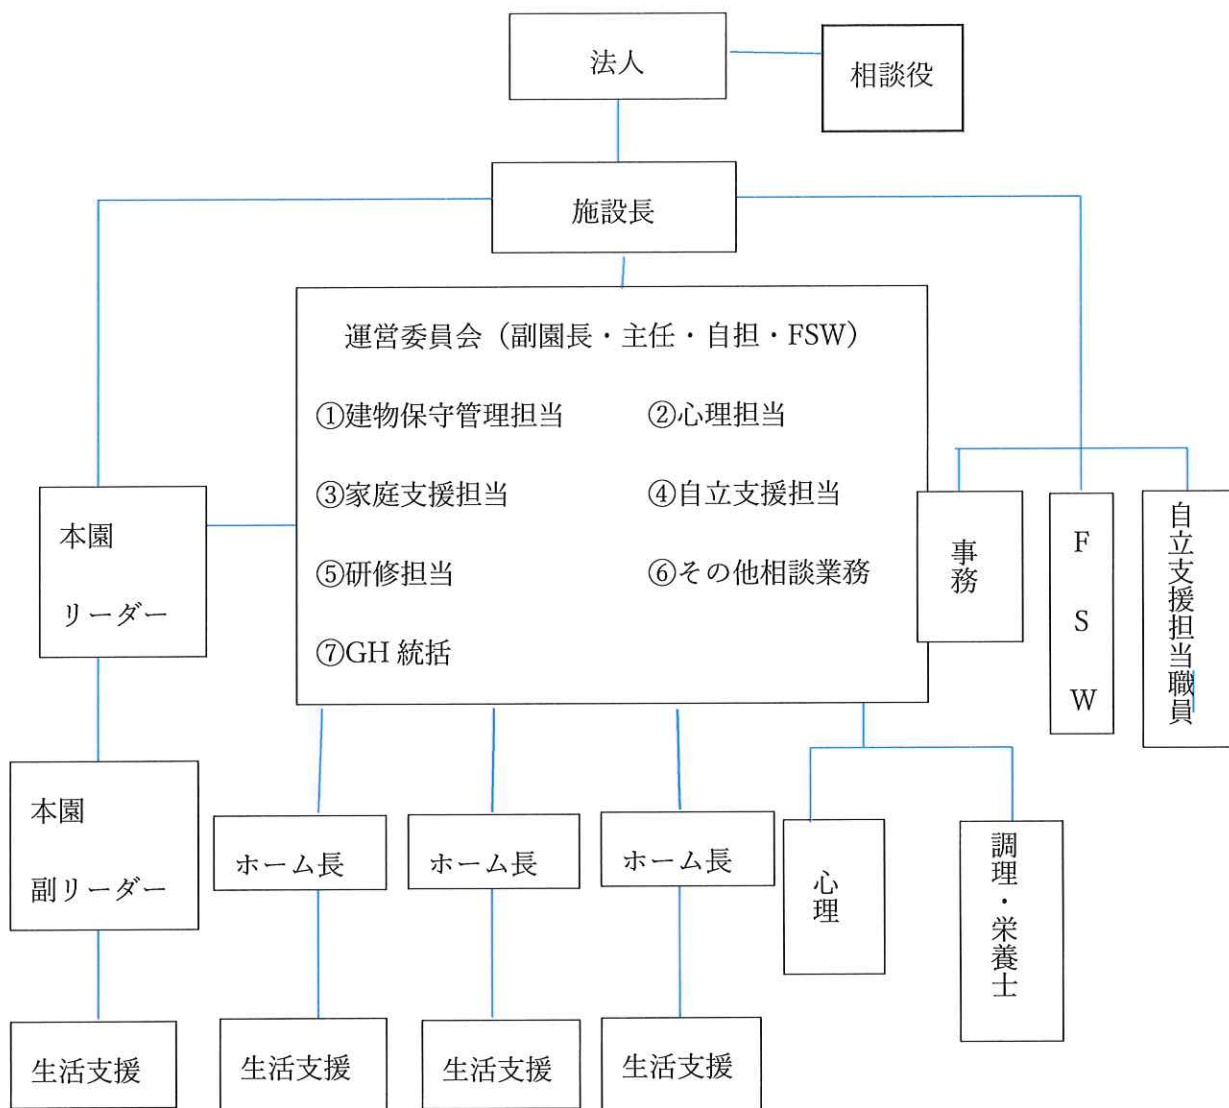 法人
相談役
施設長
運営委員会（副園長・主任・自担・FSW）
①建物保守管理担当
②心理担当
③家庭支援担当
④自立支援担当
⑤研修担当
⑥その他相談業務
⑦GH 統括
本園
リーダー
事務
FSW
自立支援担当職員
本園
副リーダー
ホーム長
ホーム長
ホーム長
心理
調理・栄養士
生活支援
生活支援
生活支援
生活支援